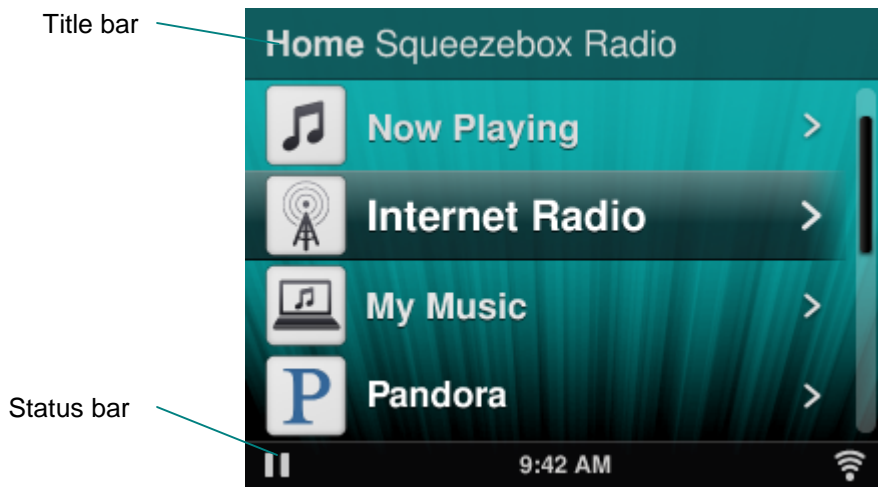 Title bar
Home Squeezebox Radio
Now Playing
Internet Radio
My Music
P Pandora
Status bar
9:42 AM